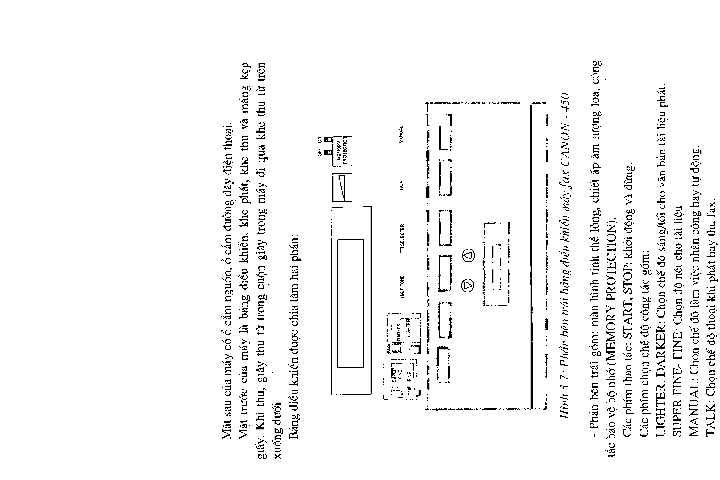 Mặt sau của máy có ổ cắm nguồn, ổ cắm đường dây điện thoại.
Mặt trước của máy là bảng điều khiển, khe phát, khe thu và máng kẹp
giấy. Khi thu, giấy thu từ trong cuộn giấy trong máy đi qua khe thu từ trên
xuống dưới.
Bảng điều khiển được chia làm hai phần:
Hình 3.7: Phần bên trái bảng điều khiển máy fax CANON - 450
- Phần bên trái gồm: màn hình tinh thể lỏng, chiết áp âm lượng loa, công
tắc bảo vệ bộ nhớ (MEMORY PROTECTION).
Các phím thao tác: START, STOP: khởi động và dừng.
Các phím chọn chế độ công tác gồm:
LIGHTER, DARKER: Chọn chế độ sáng/tối cho văn bản tài liệu phát.
SUPER FINE- FINE: Chọn độ nét cho tài liệu
MANUAL: Chọn chế độ làm việc nhân công hay tự động.
TALK: Chọn chế độ thoại khi phát hay thu fax.